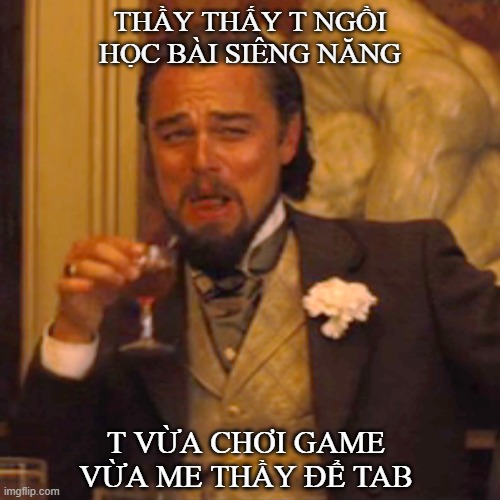 THẦY THẤY T NGỒI
HỌC BÀI SIÊNG NĂNG
T VỪA CHƠI GAME
VỪA ME THẦY ĐỂ TAB
imgflip.com